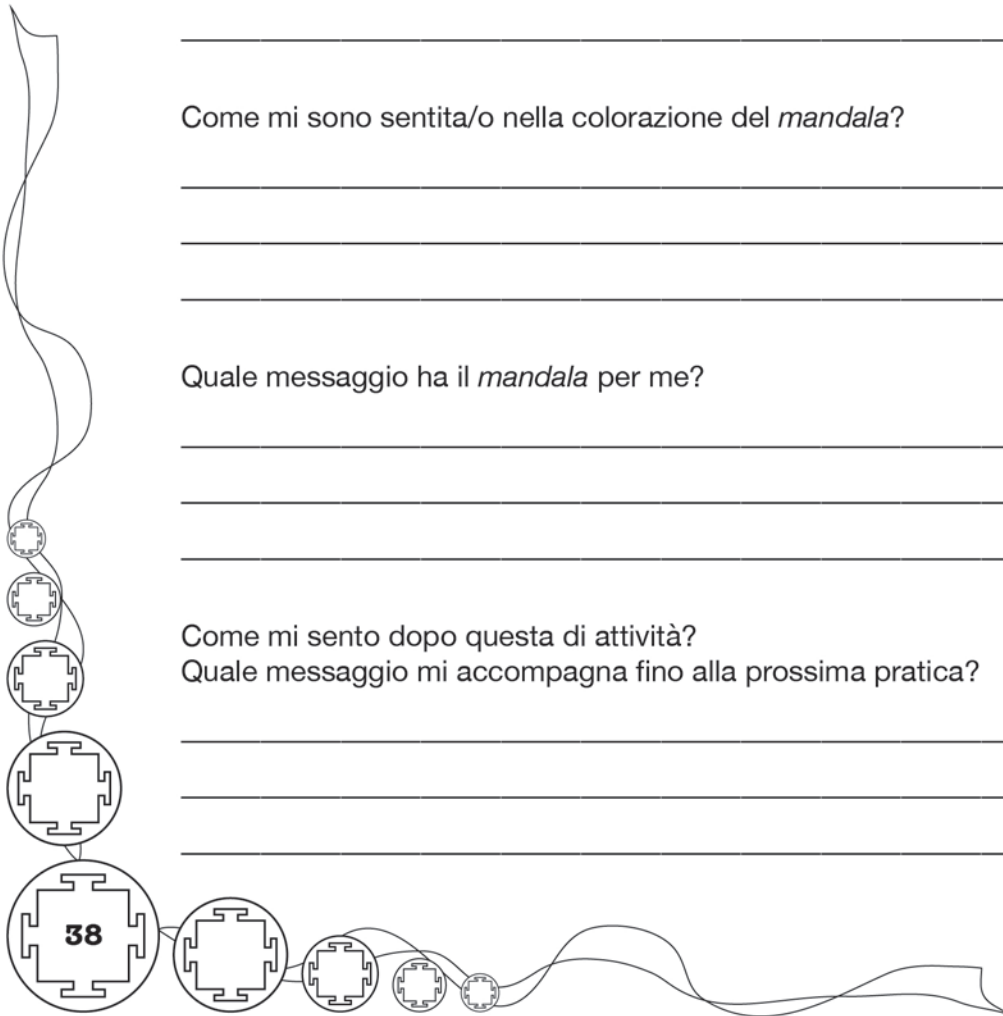 Come mi sono sentita/o nella colorazione del mandala?
Quale messaggio ha il mandala per me?
Come mi sento dopo questa di attività?
Quale messaggio mi accompagna fino alla prossima pratica?
38